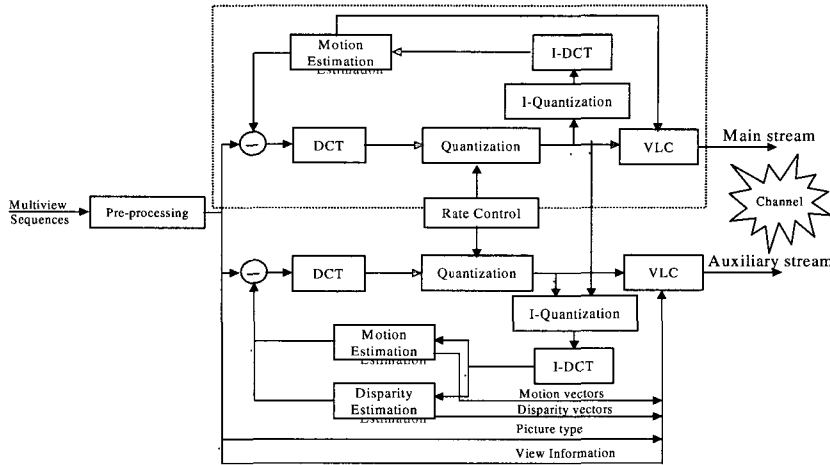 Motion
Estimation
I-DCT
I-Quantization
DCT
Quantization
VLC
Main stream
Multiview
Sequences
Pre-processing
Rate Control
Channel
DCT
Quantization
VLC
Auxiliary stream
I-Quantization
Motion
Estimation
I-DCT
Disparity
Estimation
Motion vectors
Disparity vectors
Picture type
View Information